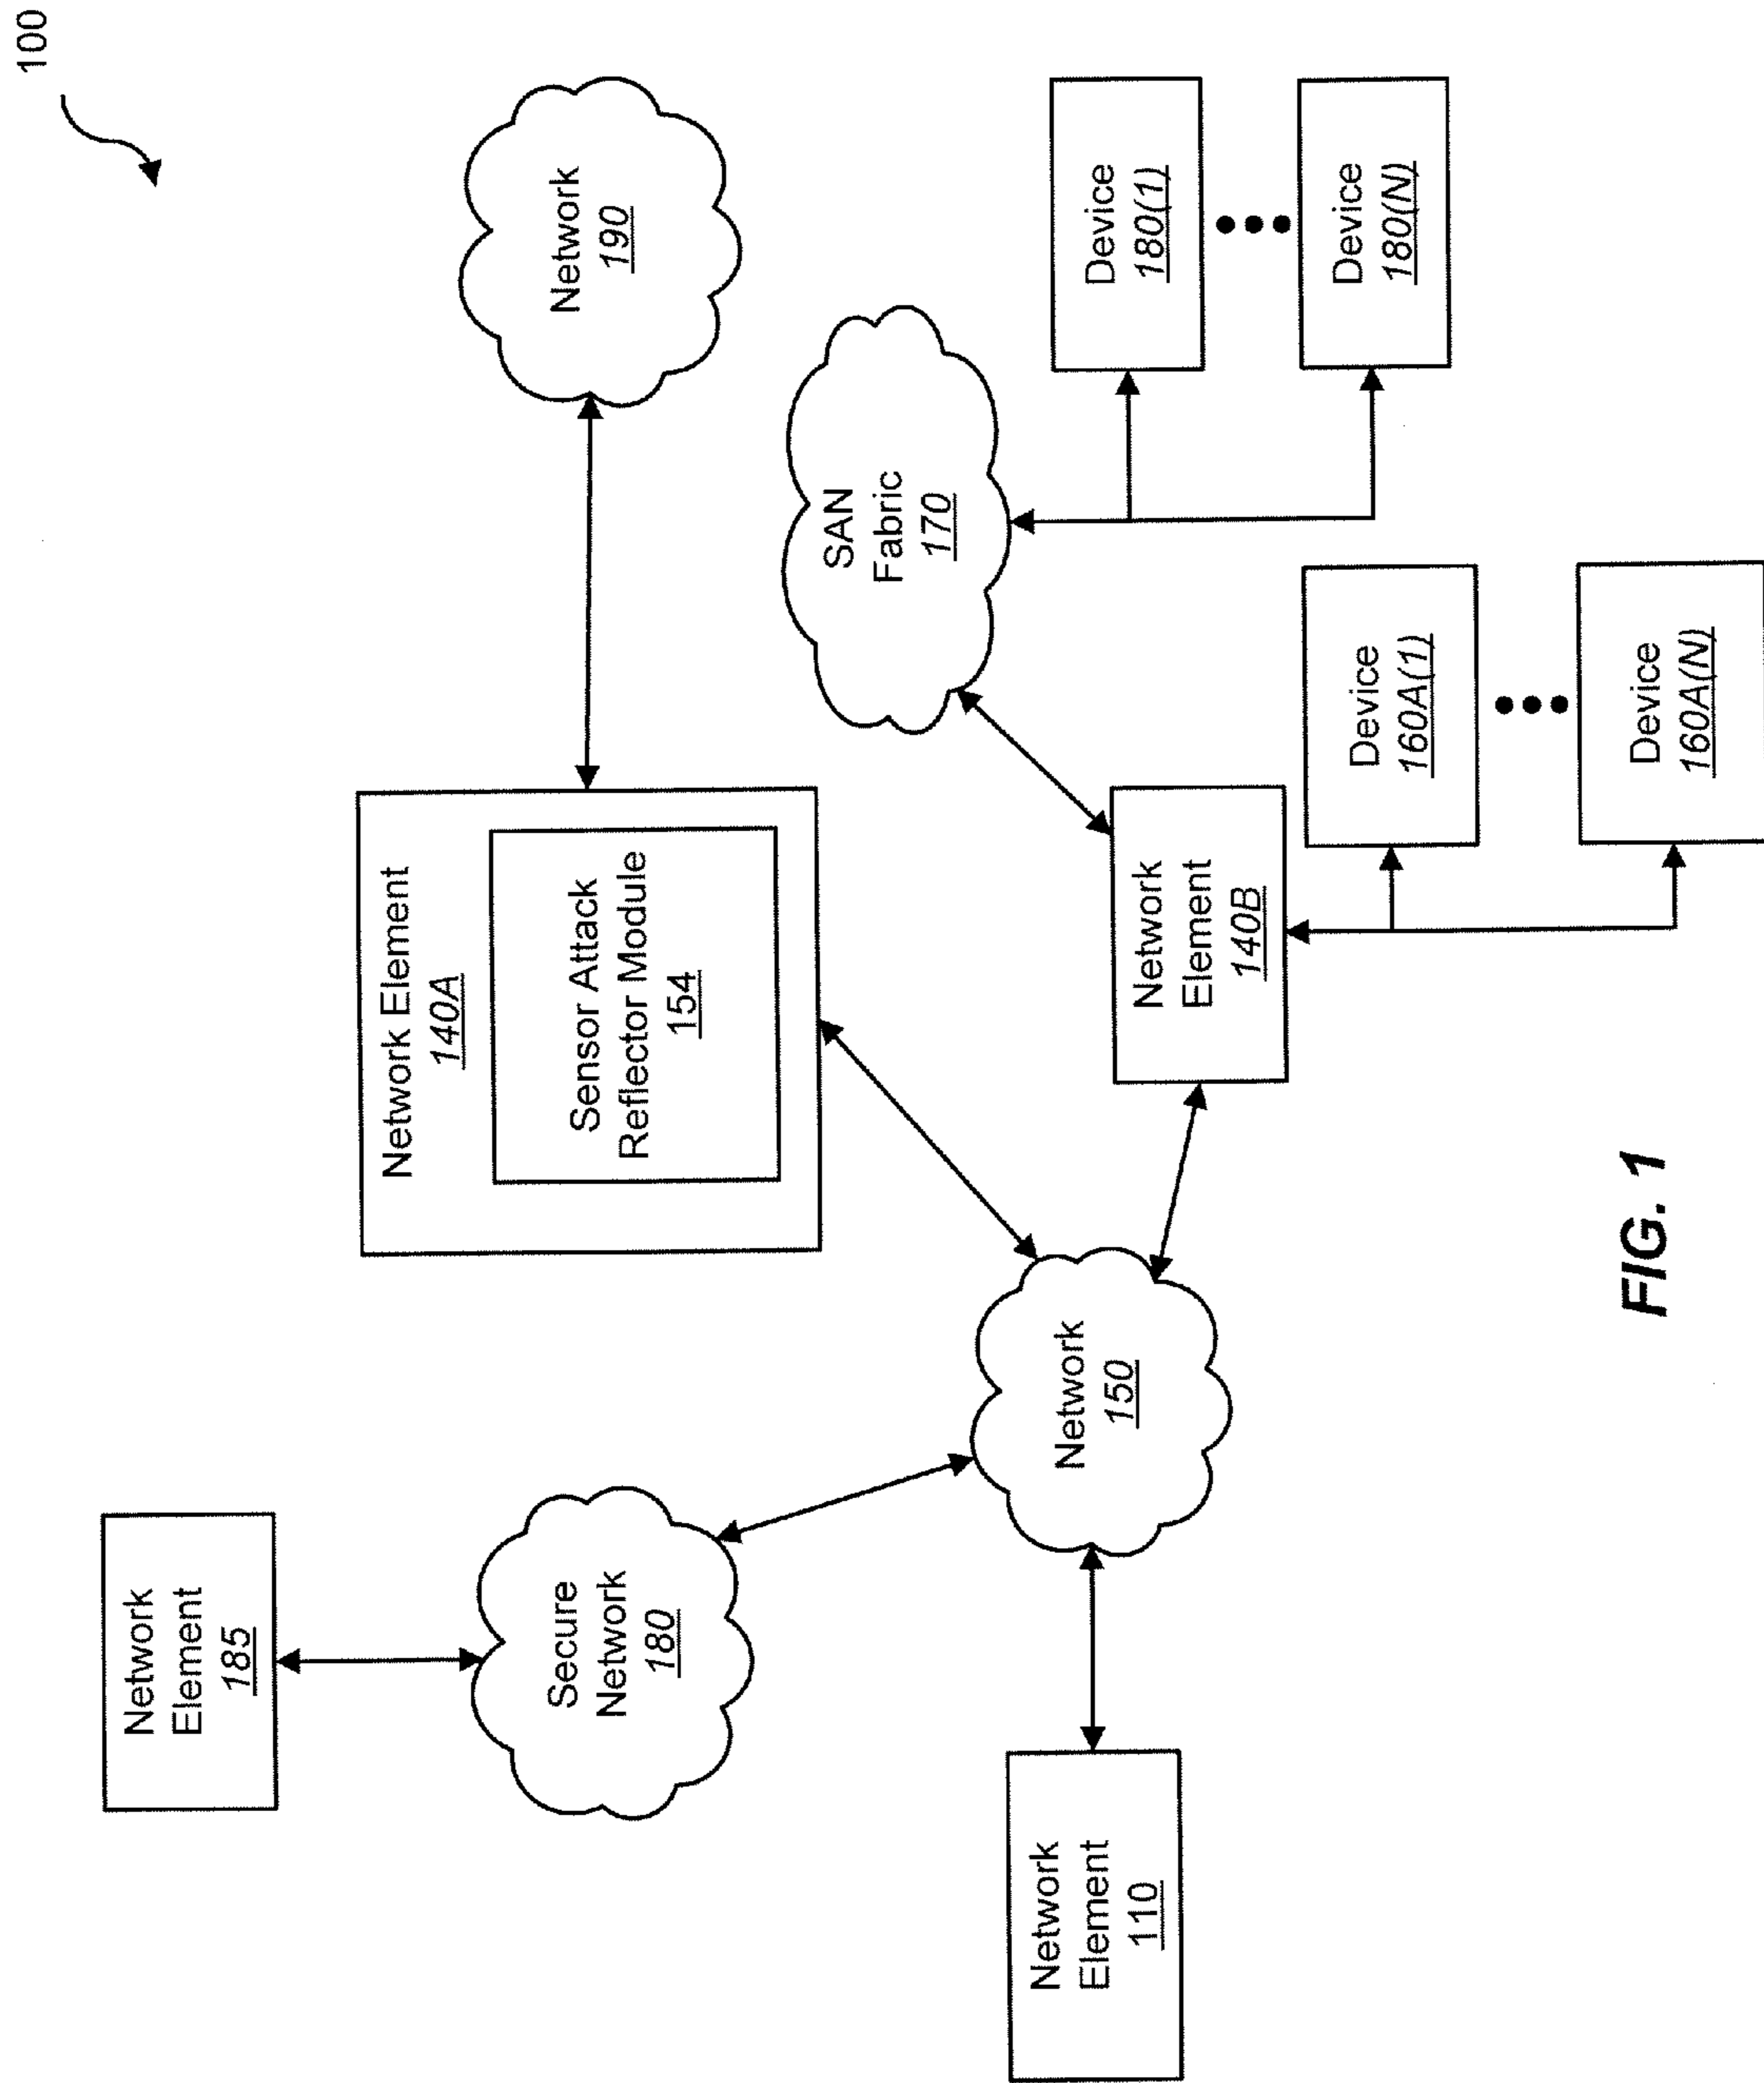 100
Network
Element
185
Secure
Network
180
Network Element
140A
Sensor Attack
Reflector Module
154
Network
190
Network
Element
110
Network
150
Network
Element
140B
SAN
Fabric
170
Device
180(1)
Device
180(N)
Device
160A(1)
Device
160A(N)
FIG. 1